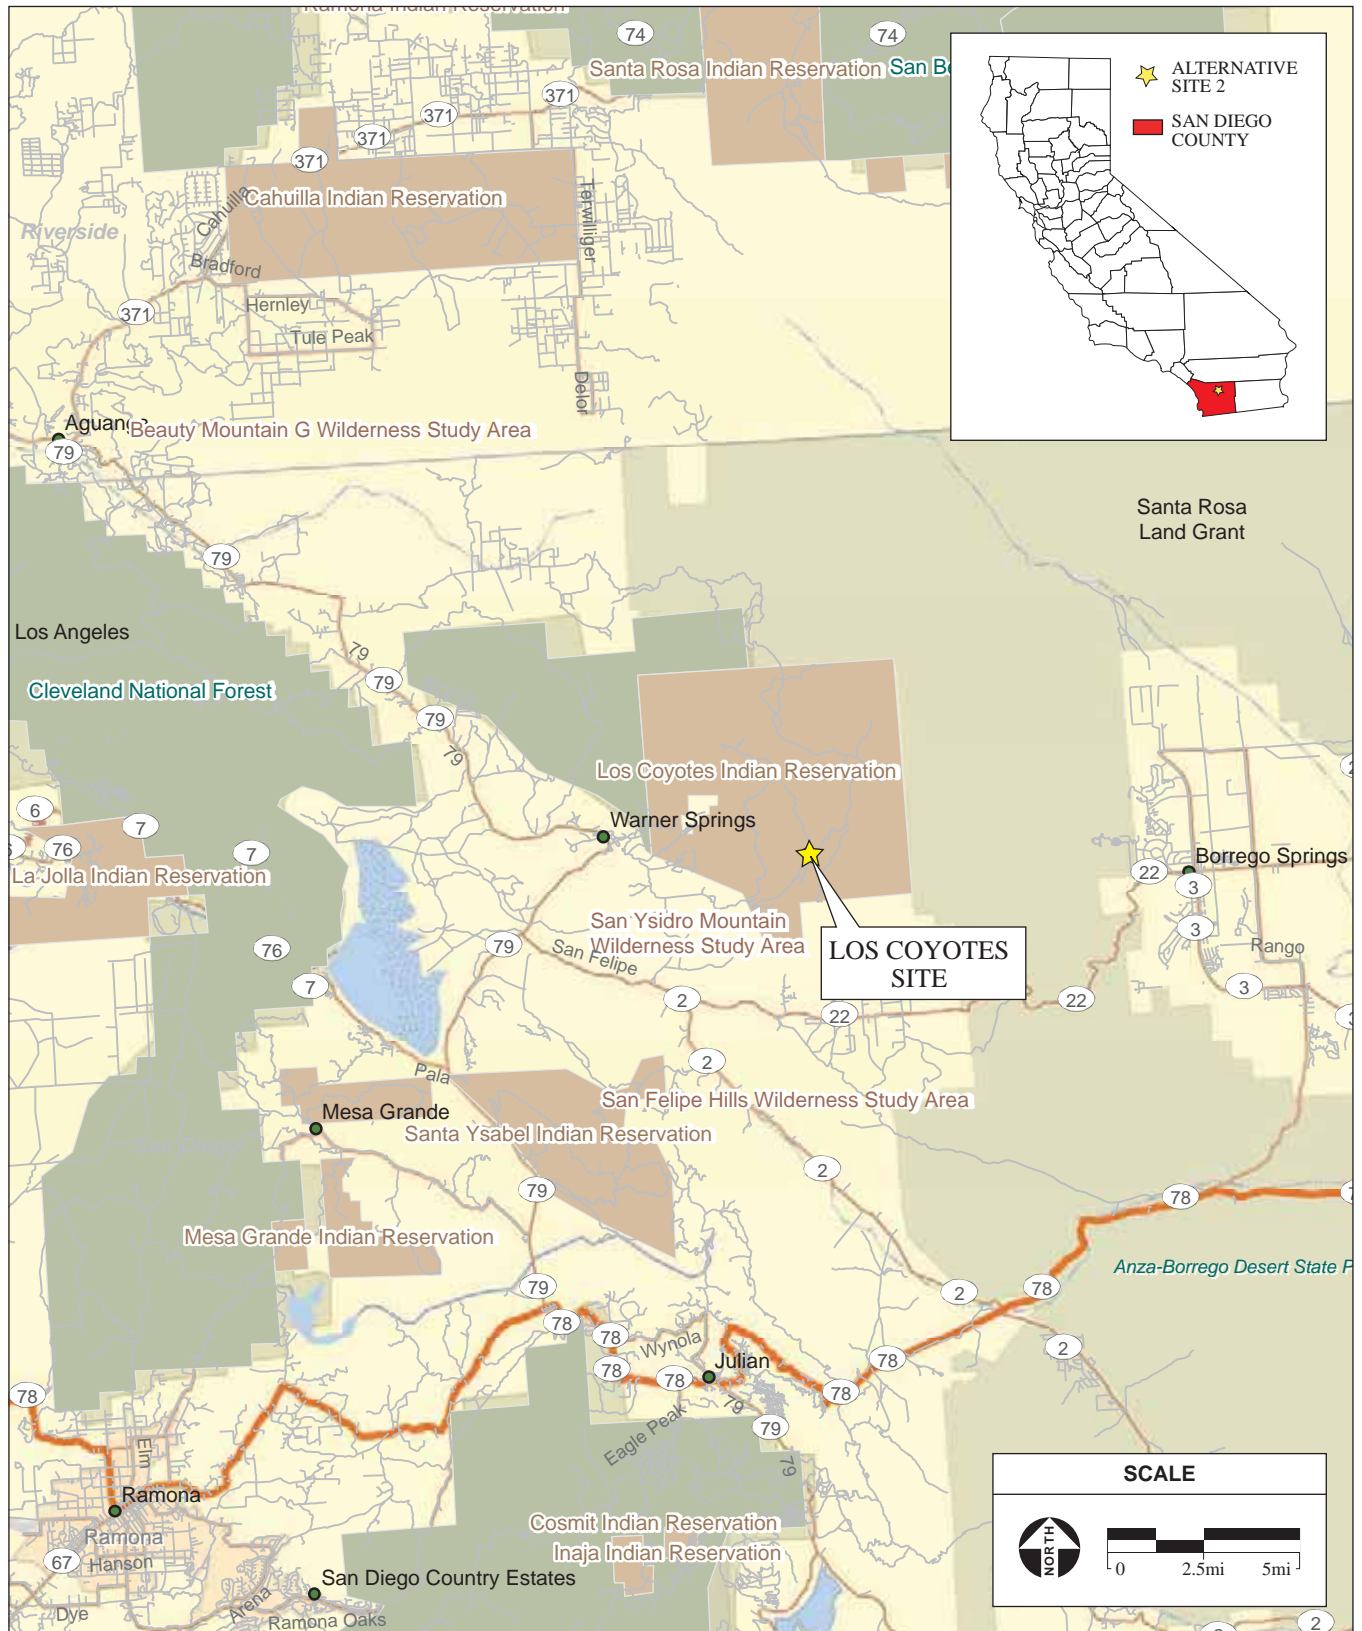 Ramona Indian Reservation
74
74
Santa Rosa Indian Reservation
San Be
371
371
371
371
Cahuilla Indian Reservation
Cahuilla
Terwilliger
Riverside
Bradford
371
Hernley
Tule Peak
Delor
Aguanga
Beauty Mountain G Wilderness Study Area
79
ALTERNATIVE
SITE 2
SAN DIEGO
COUNTY
Santa Rosa
Land Grant
79
Los Angeles
79
79
Cleveland National Forest
79
79
Los Coyotes Indian Reservation
6
7
76
7
Warner Springs
La Jolla Indian Reservation
Borrego Springs
22
3
San Ysidro Mountain
Wilderness Study Area
3
76
79
San Felipe
LOS COYOTES
SITE
Rango
7
2
22
22
3
3
2
Pala
Mesa Grande
San Felipe Hills Wilderness Study Area
Santa Ysabel Indian Reservation
2
79
78
Mesa Grande Indian Reservation
Anza-Borrego Desert State P
79
2
78
78
78
Wynola
2
78
78
Julian
78
78
78
Eagle Peak
79
79
79
Elm
Ramona
Ramona
Hanson
67
Cosmit Indian Reservation
Inaja Indian Reservation
San Diego Country Estates
Arena
Dye
Ramona Oaks
SCALE
NORTH
0 2.5mi 5mi
2